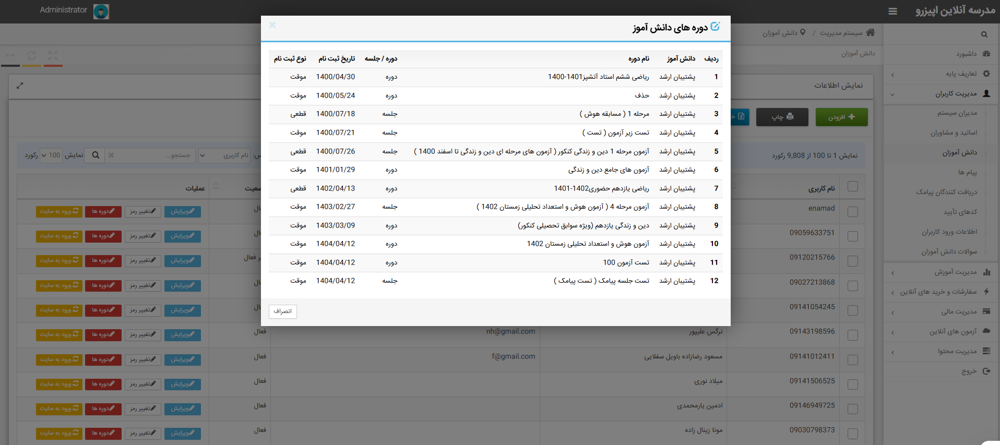 مدرسه آنلاین اپیزرو
Administrator
سیستم مدیریت / دانش آموزان
دانش آموزان
داشبورد
تعاریف پایه
مدیریت کاربران
مدیران سیستم
اساتید و مشاوران
دانش آموزان
پیام ها
دریافت کنندگان پیامک
کدهای تأیید
اطلاعات ورود کاربران
سوالات دانش آموزان
مدیریت آموزش
سفارشات و خرید های آنلاین
مدیریت مالی
آزمون های آنلاین
مدیریت محتوا
خروج
نمایش اطلاعات
افزودن چاپ
نمایش 1 تا 100 از 9,808 رکورد
نام کاربری جستجو... نمایش 100 رکورد
نام کاربری عملیات
enamad ویرایش تغییر رمز دوره ها ورود به سایت
09059633751 ویرایش تغییر رمز دوره ها ورود به سایت
09120215766 ویرایش تغییر رمز دوره ها ورود به سایت
09027213868 ویرایش تغییر رمز دوره ها ورود به سایت
09141054245 ویرایش تغییر رمز دوره ها ورود به سایت
09143198596 نرگس علیپور nh@gmail.com فعال ویرایش تغییر رمز دوره ها ورود به سایت
09141012411 مسعود رضازاده باویل سفلایی f@gmail.com فعال ویرایش تغییر رمز دوره ها ورود به سایت
09141506525 میلاد نوری فعال ویرایش تغییر رمز دوره ها ورود به سایت
09146949725 ادمین یارمحمدی فعال ویرایش تغییر رمز دوره ها ورود به سایت
09030798373 مونا زینال زاده فعال ویرایش تغییر رمز دوره ها ورود به سایت
دوره های دانش آموز
ردیف دانش آموز نام دوره دوره / جلسه تاریخ ثبت نام نوع ثبت نام
1 پشتیبان ارشد ریاضی ششم استاد آتشپز1401-1400 دوره 1400/04/30 موقت
2 پشتیبان ارشد حذف دوره 1400/05/24 موقت
3 پشتیبان ارشد مرحله 1 ( مسابقه هوش ) جلسه 1400/07/18 قطعی
4 پشتیبان ارشد تست زیر آزمون ( تست ) جلسه 1400/07/21 موقت
5 پشتیبان ارشد آزمون مرحله 1 دین و زندگی کنکور ( آزمون های مرحله ای دین و زندگی تا اسفند 1400 ) جلسه 1400/07/26 قطعی
6 پشتیبان ارشد آزمون های جامع دین و زندگی دوره 1401/01/29 موقت
7 پشتیبان ارشد ریاضی یازدهم حضوری1402-1401 دوره 1402/04/13 قطعی
8 پشتیبان ارشد آزمون مرحله 4 ( آزمون هوش و استعداد تحلیلی زمستان 1402 ) جلسه 1403/02/27 موقت
9 پشتیبان ارشد دین و زندگی یازدهم (ویژه سوابق تحصیلی کنکور) دوره 1403/03/09 موقت
10 پشتیبان ارشد آزمون هوش و استعداد تحلیلی زمستان 1402 دوره 1404/04/12 موقت
11 پشتیبان ارشد تست آزمون 100 دوره 1404/04/12 موقت
12 پشتیبان ارشد تست جلسه پیامک ( تست پیامک ) جلسه 1404/04/12 موقت
انصراف